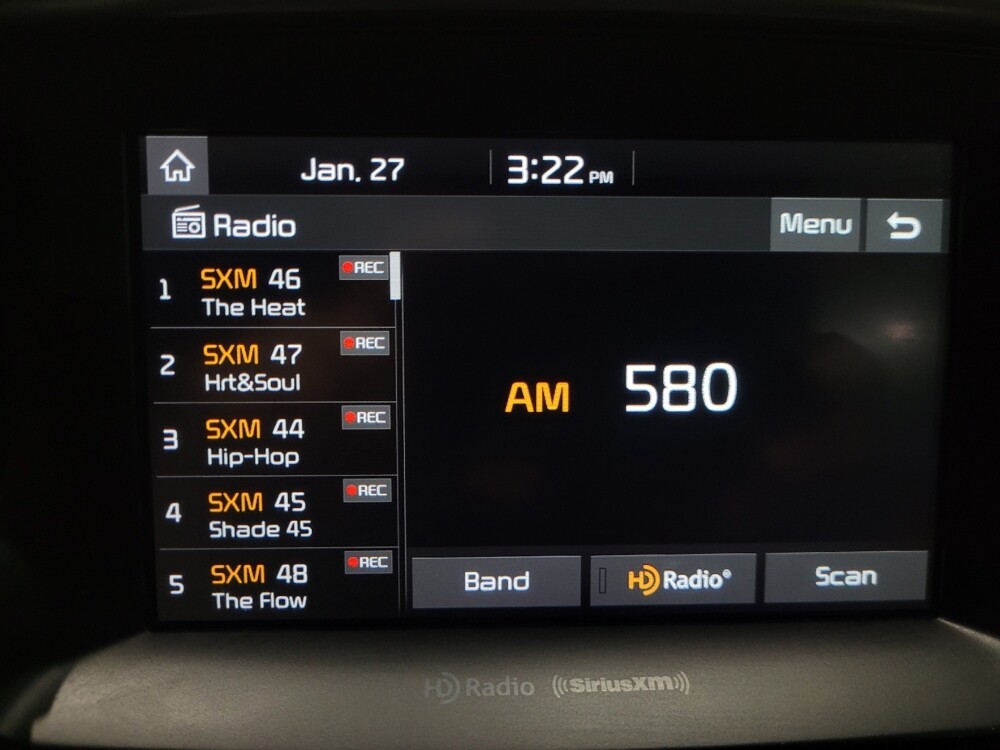 Jan. 27 3:22 PM
Radio Menu
1 SXM 46 REC
The Heat
2 SXM 47 REC
Hrt&Soul
3 SXM 44 REC
Hip-Hop
4 SXM 45 REC
Shade 45
5 SXM 48 REC
The Flow
AM 580
Band HD Radio® Scan
HD Radio ((SiriusXM))